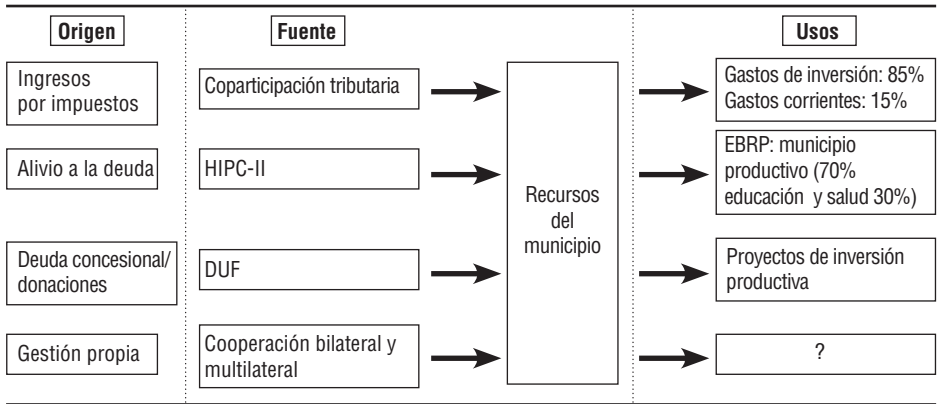 Origen
Fuente
Usos
Ingresos
por impuestos
Coparticipación tributaria
Gastos de inversión: 85%
Gastos corrientes: 15%
Alivio a la deuda
HIPC-II
EBRP: municipio
productivo (70%
educación y salud 30%)
Recursos
del
municipio
Deuda concesional/
donaciones
DUF
Proyectos de inversión
productiva
Gestión propia
Cooperación bilateral y
multilateral
?